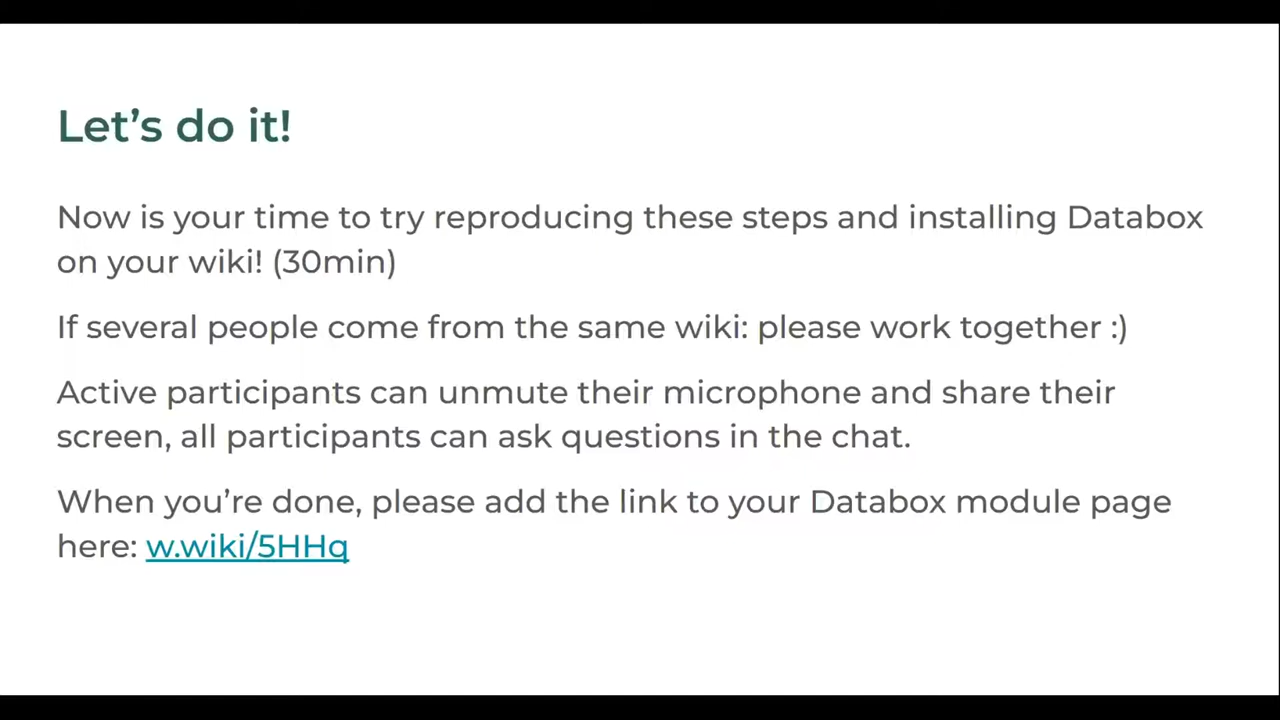 Let’s do it!
Now is your time to try reproducing these steps and installing Databox
on your wiki! (30min)
If several people come from the same wiki: please work together :)
Active participants can unmute their microphone and share their
screen, all participants can ask questions in the chat.
When you’re done, please add the link to your Databox module page
here: w.wiki/5HHq